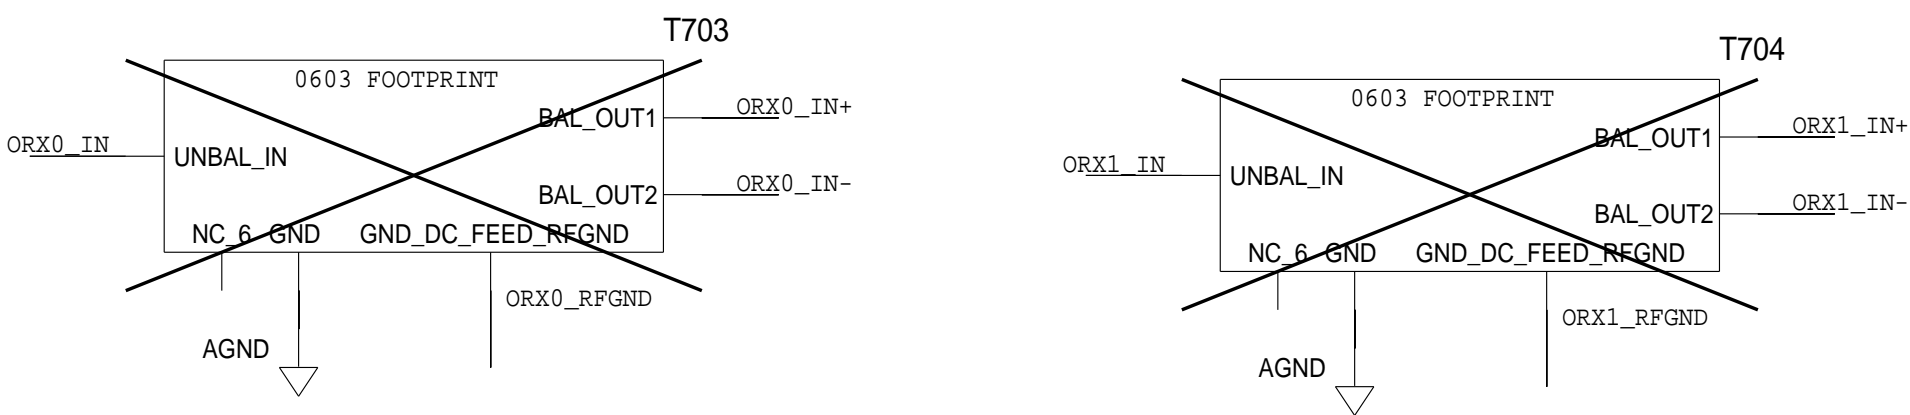 T703
0603 FOOTPRINT
BAL_OUT1
ORX0_IN+
ORX0_IN
UNBAL_IN
BAL_OUT2
ORX0_IN-
NC_6 GND GND_DC_FEED_RFGND
ORX0_RFGND
AGND
T704
0603 FOOTPRINT
BAL_OUT1
ORX1_IN+
ORX1_IN
UNBAL_IN
BAL_OUT2
ORX1_IN-
NC_6 GND GND_DC_FEED_RFGND
ORX1_RFGND
AGND